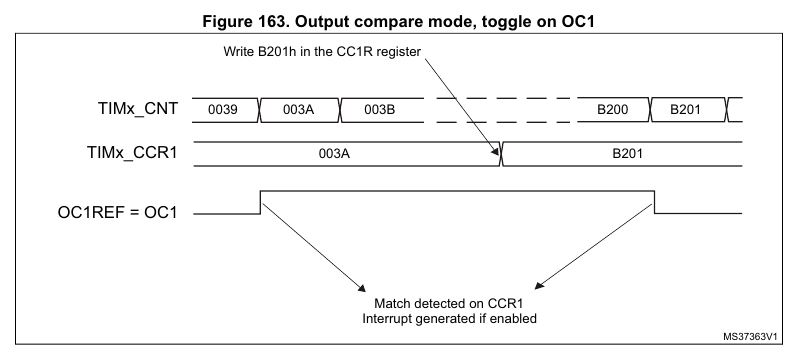 Figure 163. Output compare mode, toggle on OC1
Write B201h in the CC1R register
TIMx_CNT 0039 003A 003B B200 B201
TIMx_CCR1 003A B201
OC1REF = OC1
Match detected on CCR1
Interrupt generated if enabled
MS37363V1